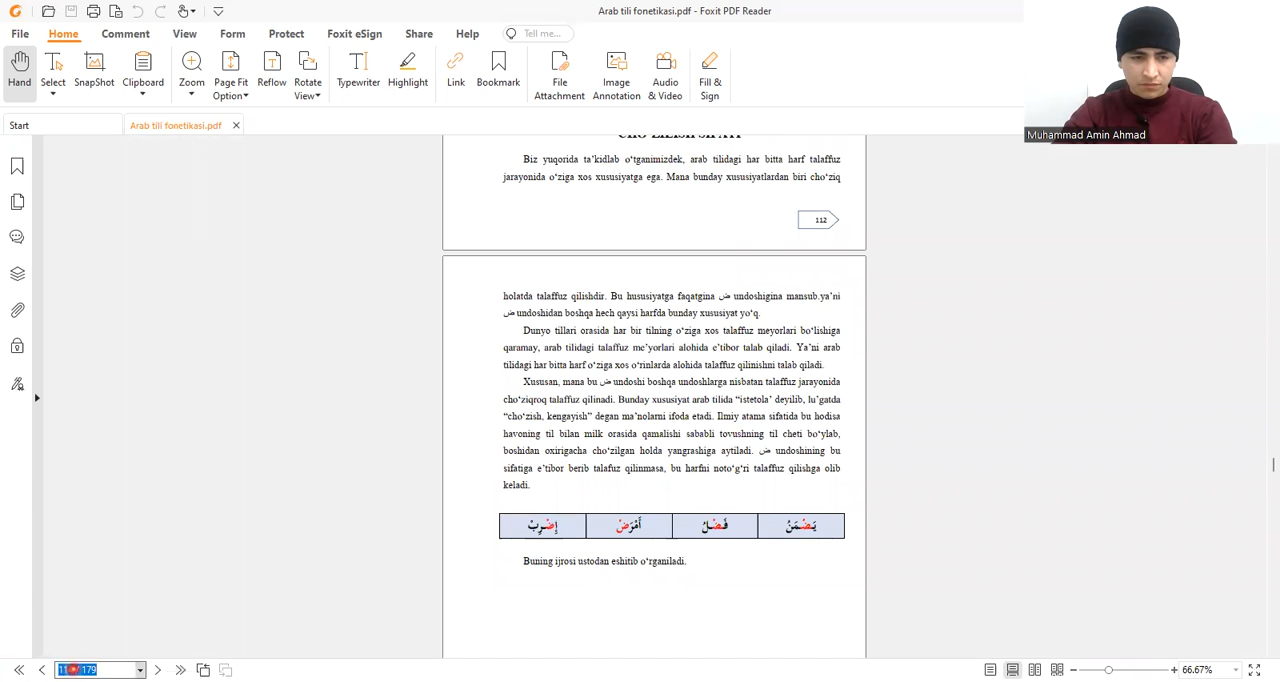 Arab tili fonetikasi.pdf - Foxit PDF Reader
File Home Comment View Form Protect Foxit eSign Share Help Tell me...
Hand Select SnapShot Clipboard Zoom Page Fit Option Reflow Rotate View Typewriter Highlight Link Bookmark File Attachment Image Annotation Audio & Video Fill & Sign
Muhammad Amin Ahmad
Start Arab tili fonetikasi.pdf
Biz yuqorida ta’kidlab o‘tganimizdek, arab tilidagi har bitta harf talaffuz
jarayonida o‘ziga xos xususiyatga ega. Mana bunday xususiyatlardan biri cho‘ziq
112
holatda talaffuz qilishdir. Bu hususiyatga faqatgina ض undoshigina mansub.ya’ni
ض undoshidan boshqa hech qaysi harfda bunday xususiyat yo‘q.
Dunyo tillari orasida har bir tilning o‘ziga xos talaffuz meyorlari bo‘lishiga
qaramay, arab tilidagi talaffuz me’yorlari alohida e’tibor talab qiladi. Ya’ni arab
tilidagi har bitta harf o‘ziga xos o‘rinlarda alohida talaffuz qilinishni talab qiladi.
Xususan, mana bu ض undoshi boshqa undoshlarga nisbatan talaffuz jarayonida
cho‘ziqroq talaffuz qilinadi. Bunday xususiyat arab tilida “istetola’ deyilib, lu’gatda
“cho‘zish, kengayish” degan ma’nolarni ifoda etadi. Ilmiy atama sifatida bu hodisa
havoning til bilan milk orasida qamalishi sababli tovushning til cheti bo‘ylab,
boshidan oxirigacha cho‘zilgan holda yangrashiga aytiladi. ض undoshining bu
sifatiga e’tibor berib talafuz qilinmasa, bu harfni noto‘g‘ri talaffuz qilishga olib
keladi.
يَضْمَنُ فَضْلُ أَمْرَضْ إِضْرِبْ
Buning ijrosi ustodan eshitib o‘rganiladi.
/ 179 66.67%